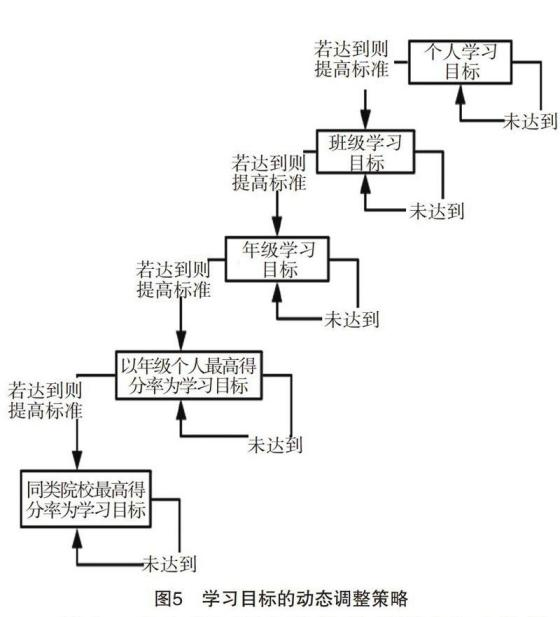 若达到则
提高标准
个人学习
目标
未达到
班级学习
目标
若达到则
提高标准
未达到
年级学习
目标
若达到则
提高标准
未达到
以年级个人最高得
分率为学习目标
若达到则
提高标准
未达到
同类院校最高得
分率为学习目标
未达到
图5 学习目标的动态调整策略